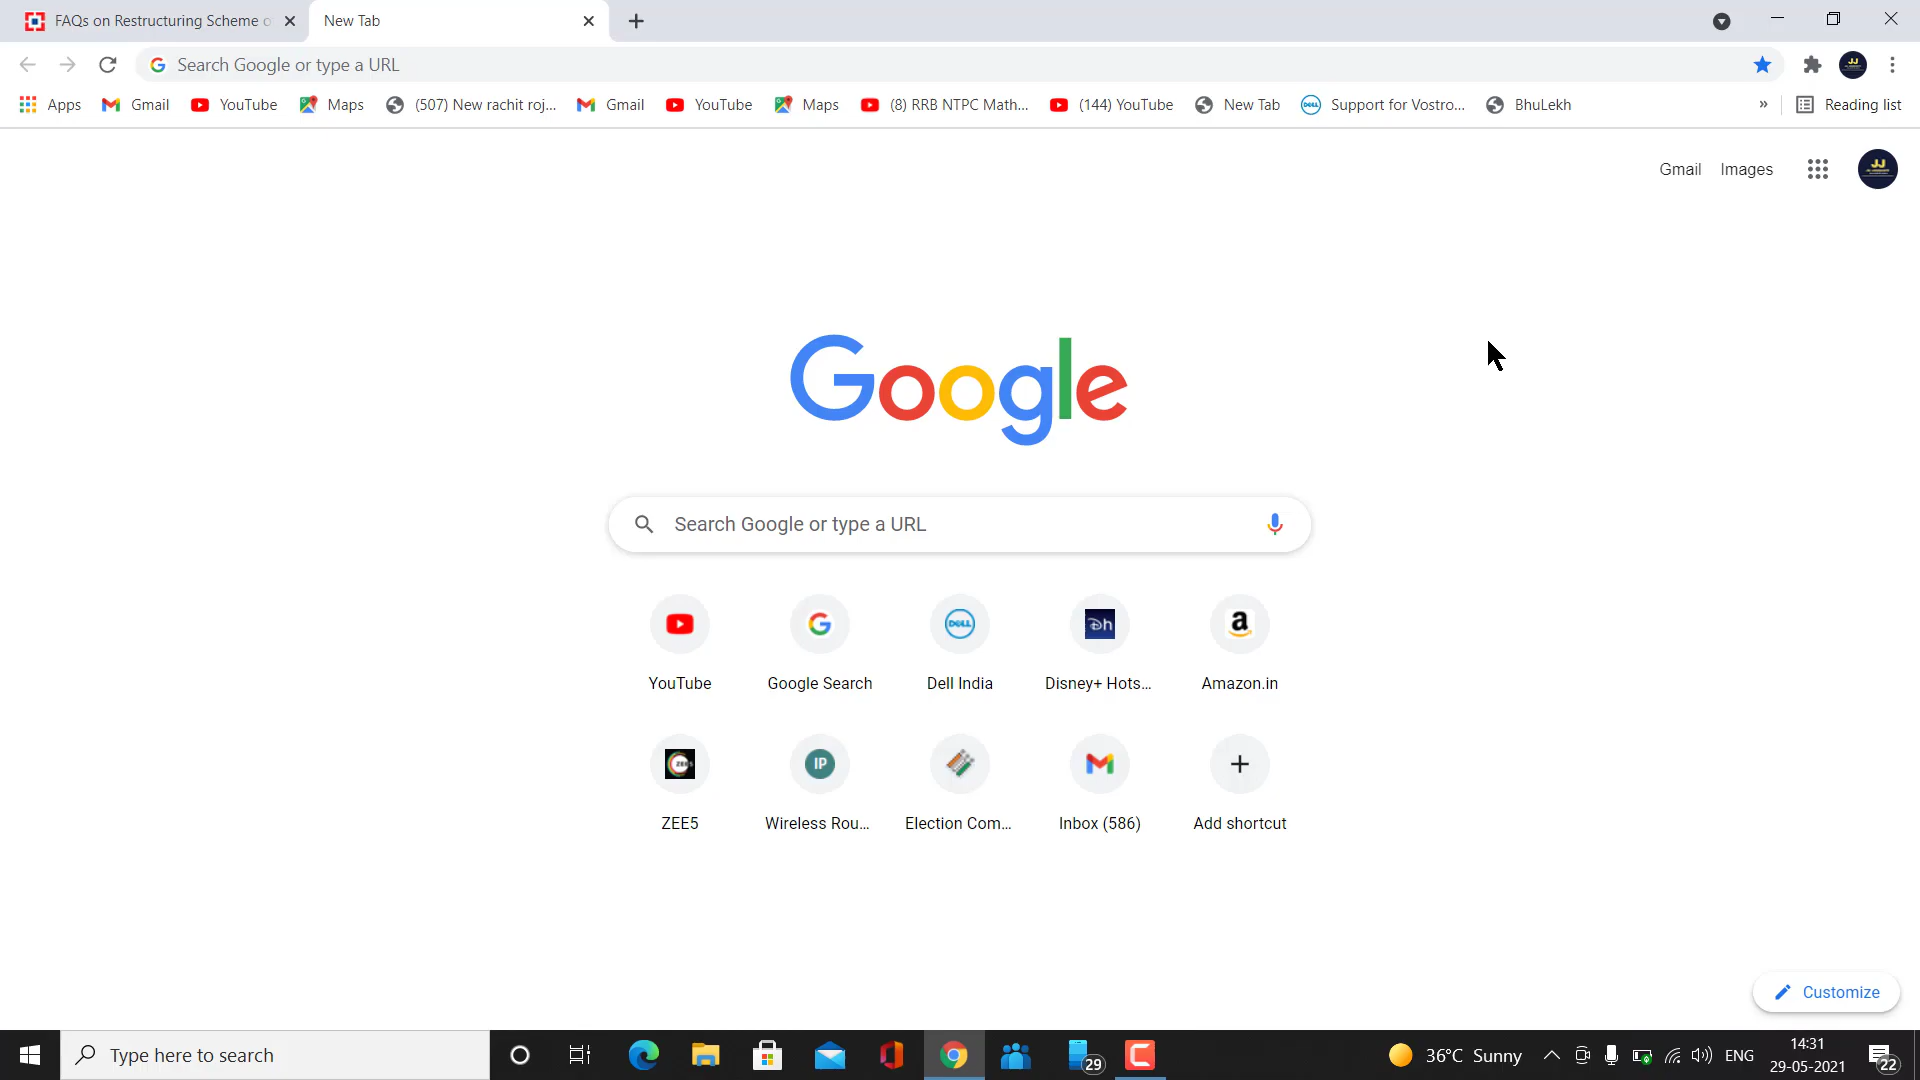 FAQs on Restructuring Scheme o
New Tab
Search Google or type a URL
Apps
Gmail
YouTube
Maps
(507) New rachit roj...
Gmail
YouTube
Maps
(8) RRB NTPC Math...
(144) YouTube
New Tab
Support for Vostro...
BhuLekh
»
Reading list
Gmail
Images
JJ
Google
Search Google or type a URL
YouTube
Google Search
Dell India
Disney+ Hots...
Amazon.in
ZEE5
Wireless Rou...
Election Com...
Inbox (586)
Add shortcut
Customize
Type here to search
29
36°C Sunny
ENG
14:31
29-05-2021
22